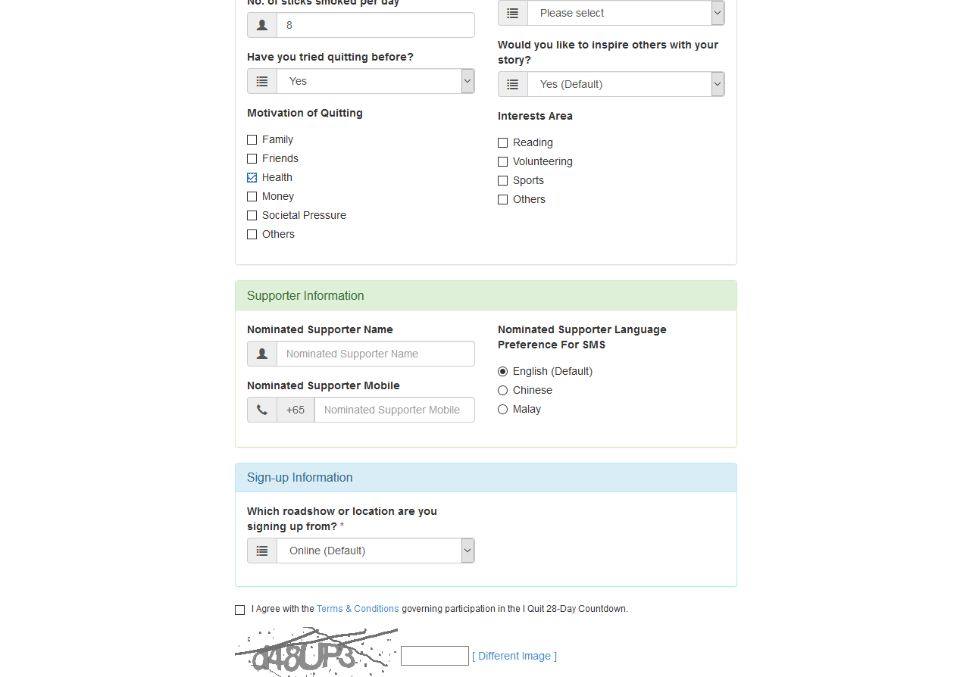 No. of sticks smoked per day
8
Have you tried quitting before?
Yes
Motivation of Quitting
Family
Friends
Health
Money
Societal Pressure
Others
Please select
Would you like to inspire others with your
story?
Yes (Default)
Interests Area
Reading
Volunteering
Sports
Others
Supporter Information
Nominated Supporter Name
Nominated Supporter Name
Nominated Supporter Mobile
+65 Nominated Supporter Mobile
Nominated Supporter Language
Preference For SMS
English (Default)
Chinese
Malay
Sign-up Information
Which roadshow or location are you
signing up from? *
Online (Default)
I Agree with the Terms & Conditions governing participation in the I Quit 28-Day Countdown.
[ Different Image ]